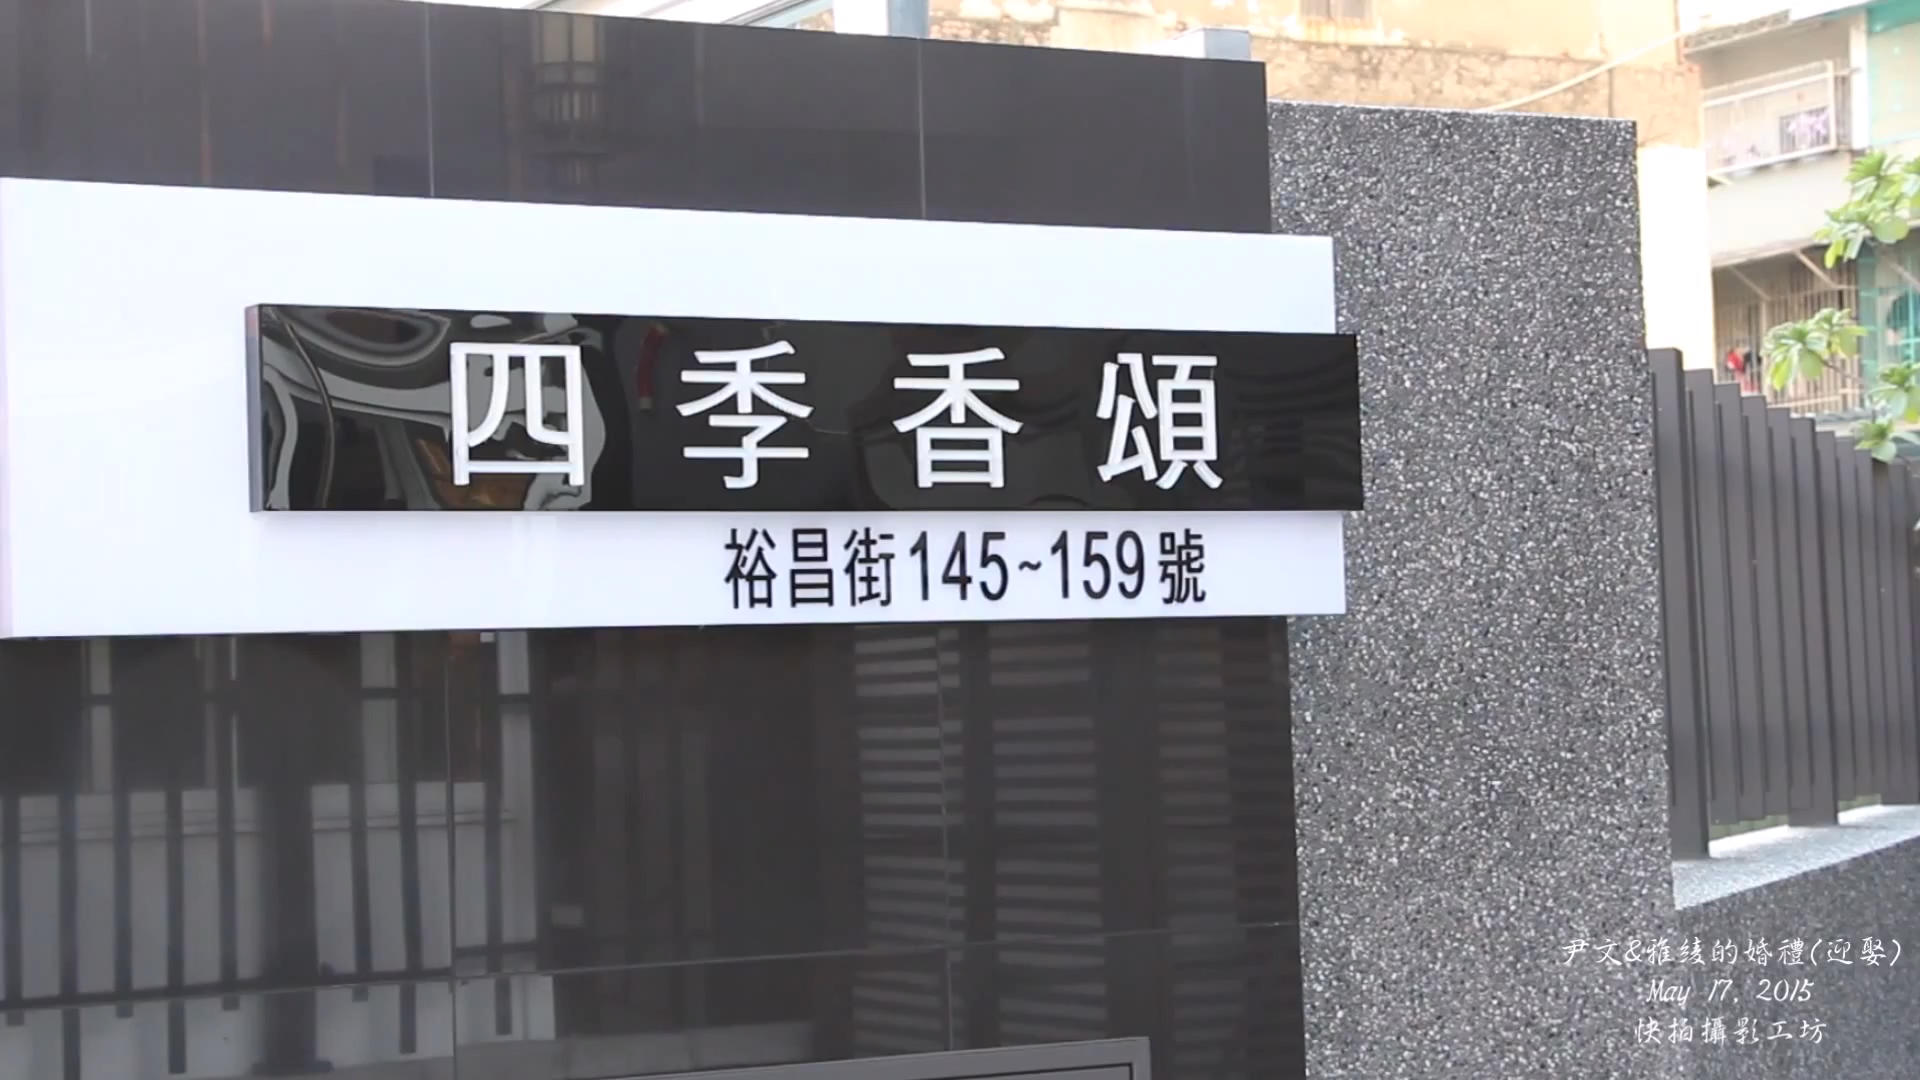 四季香頌
裕昌街145~159號
尹文&雅綾的婚禮(迎娶)
May 17, 2015
快拍攝影工坊